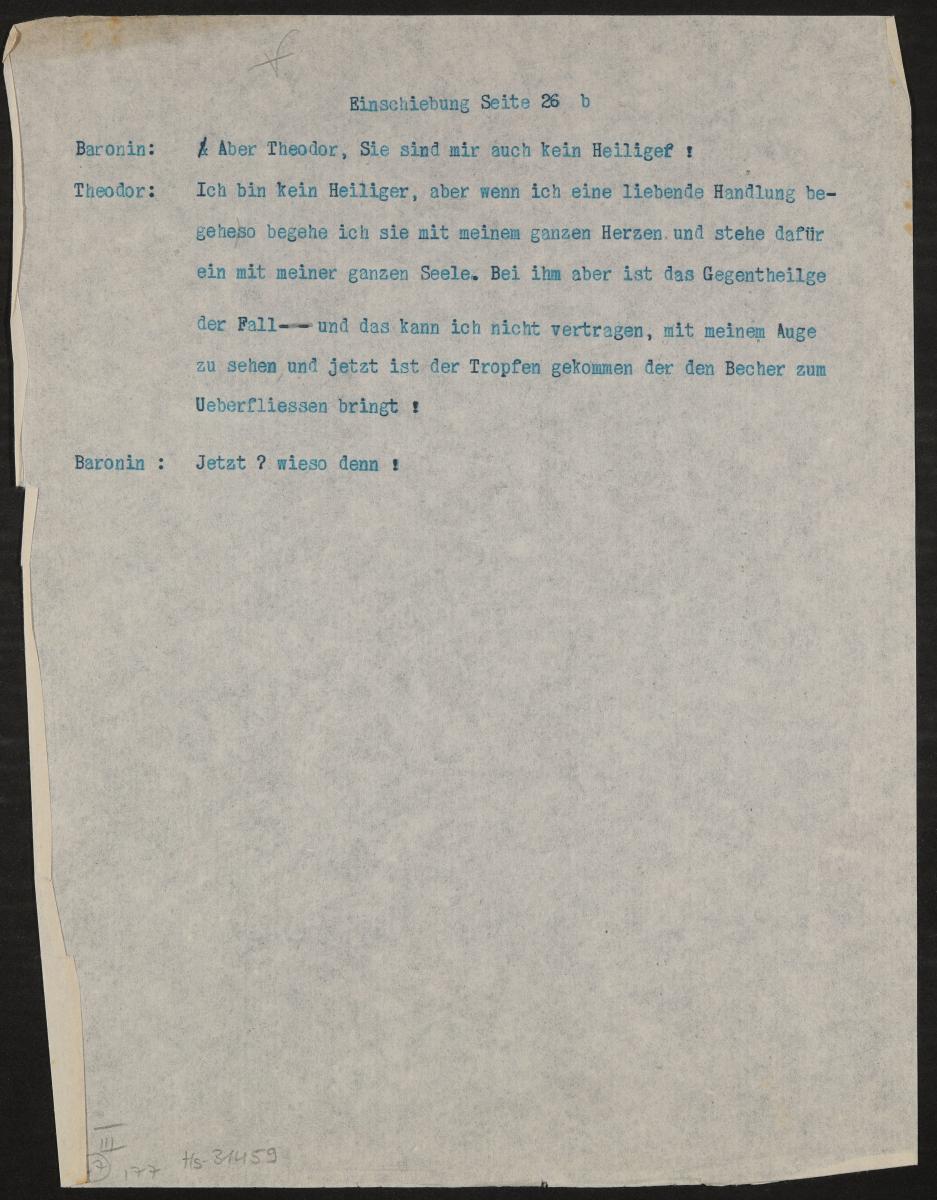 Einschiebung Seite 26 b
Baronin: Aber Theodor, Sie sind mir auch kein Heiliger !
Theodor: Ich bin kein Heiliger, aber wenn ich eine liebende Handlung be-
geheso begehe ich sie mit meinem ganzen Herzen und stehe dafür
ein mit meiner ganzen Seele. Bei ihm aber ist das Gegentheilge
der Fall-- und das kann ich nicht vertragen, mit meinem Auge
zu sehen und jetzt ist der Tropfen gekommen der den Becher zum
Ueberfliessen bringt !
Baronin : Jetzt ? wieso denn !
III
177 Hs-31459